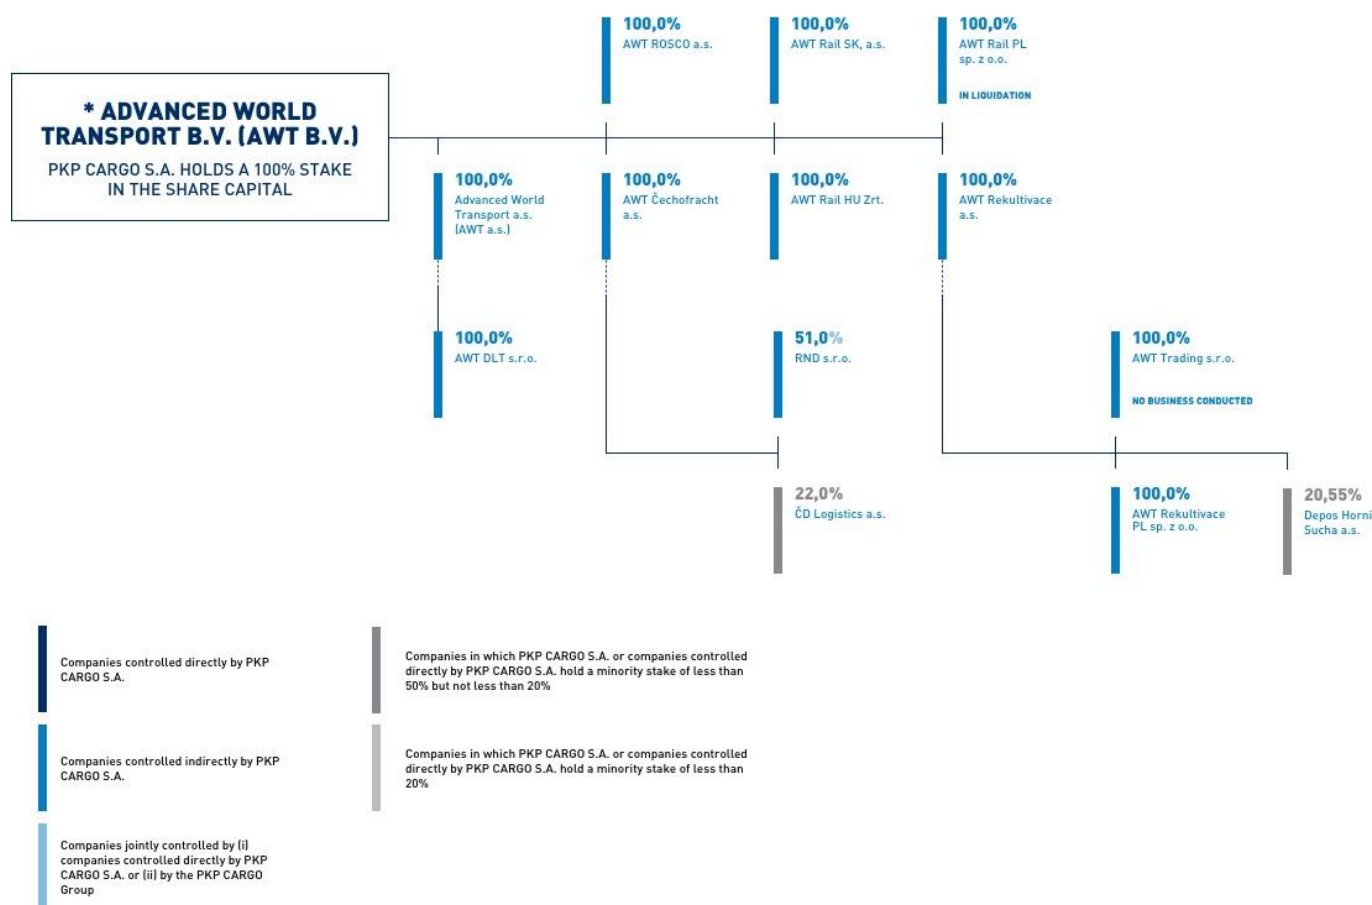 100,0%
AWT ROSCO a.s.
100,0%
AWT Rail SK, a.s.
100,0%
AWT Rail PL
sp. z o.o.
IN LIQUIDATION
* ADVANCED WORLD
TRANSPORT B.V. (AWT B.V.)
PKP CARGO S.A. HOLDS A 100% STAKE
IN THE SHARE CAPITAL
100,0%
Advanced World
Transport a.s.
(AWT a.s.)
100,0%
AWT Čechofracht
a.s.
100,0%
AWT Rail HU Zrt.
100,0%
AWT Rekultivace
a.s.
100,0%
AWT DLT s.r.o.
51,0%
RND s.r.o.
100,0%
AWT Trading s.r.o.
NO BUSINESS CONDUCTED
22,0%
ČD Logistics a.s.
100,0%
AWT Rekultivace
PL sp. z o.o.
20,55%
Depos Horni
Sucha a.s.
Companies controlled directly by PKP
CARGO S.A.
Companies controlled indirectly by PKP
CARGO S.A.
Companies jointly controlled by (i)
companies controlled directly by PKP
CARGO S.A. or (ii) by the PKP CARGO
Group
Companies in which PKP CARGO S.A. or companies controlled
directly by PKP CARGO S.A. hold a minority stake of less than
50% but not less than 20%
Companies in which PKP CARGO S.A. or companies controlled
directly by PKP CARGO S.A. hold a minority stake of less than
20%